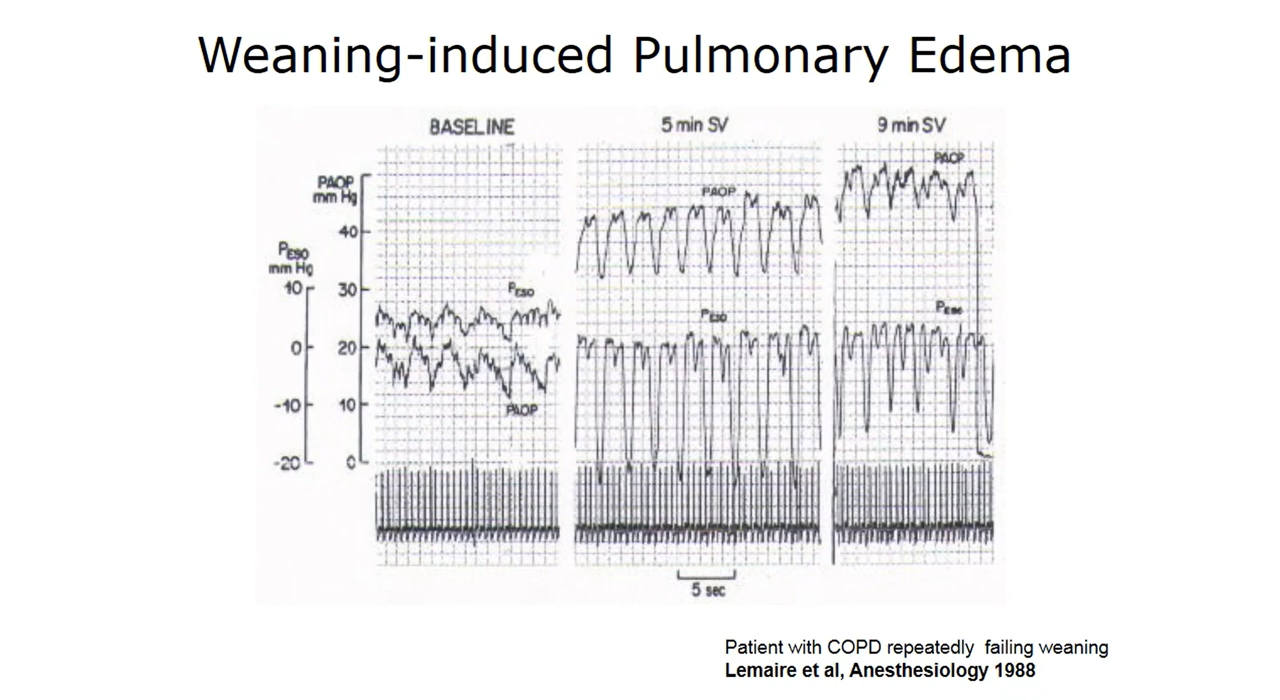 Weaning-induced Pulmonary Edema
BASELINE
5 min SV
9 min SV
PAOP
mm Hg
40
30
20
10
0
PESO
mm Hg
10
0
-10
-20
PESO
PAOP
PAOP
PESO
PAOP
PESO
5 sec
Patient with COPD repeatedly failing weaning
Lemaire et al, Anesthesiology 1988